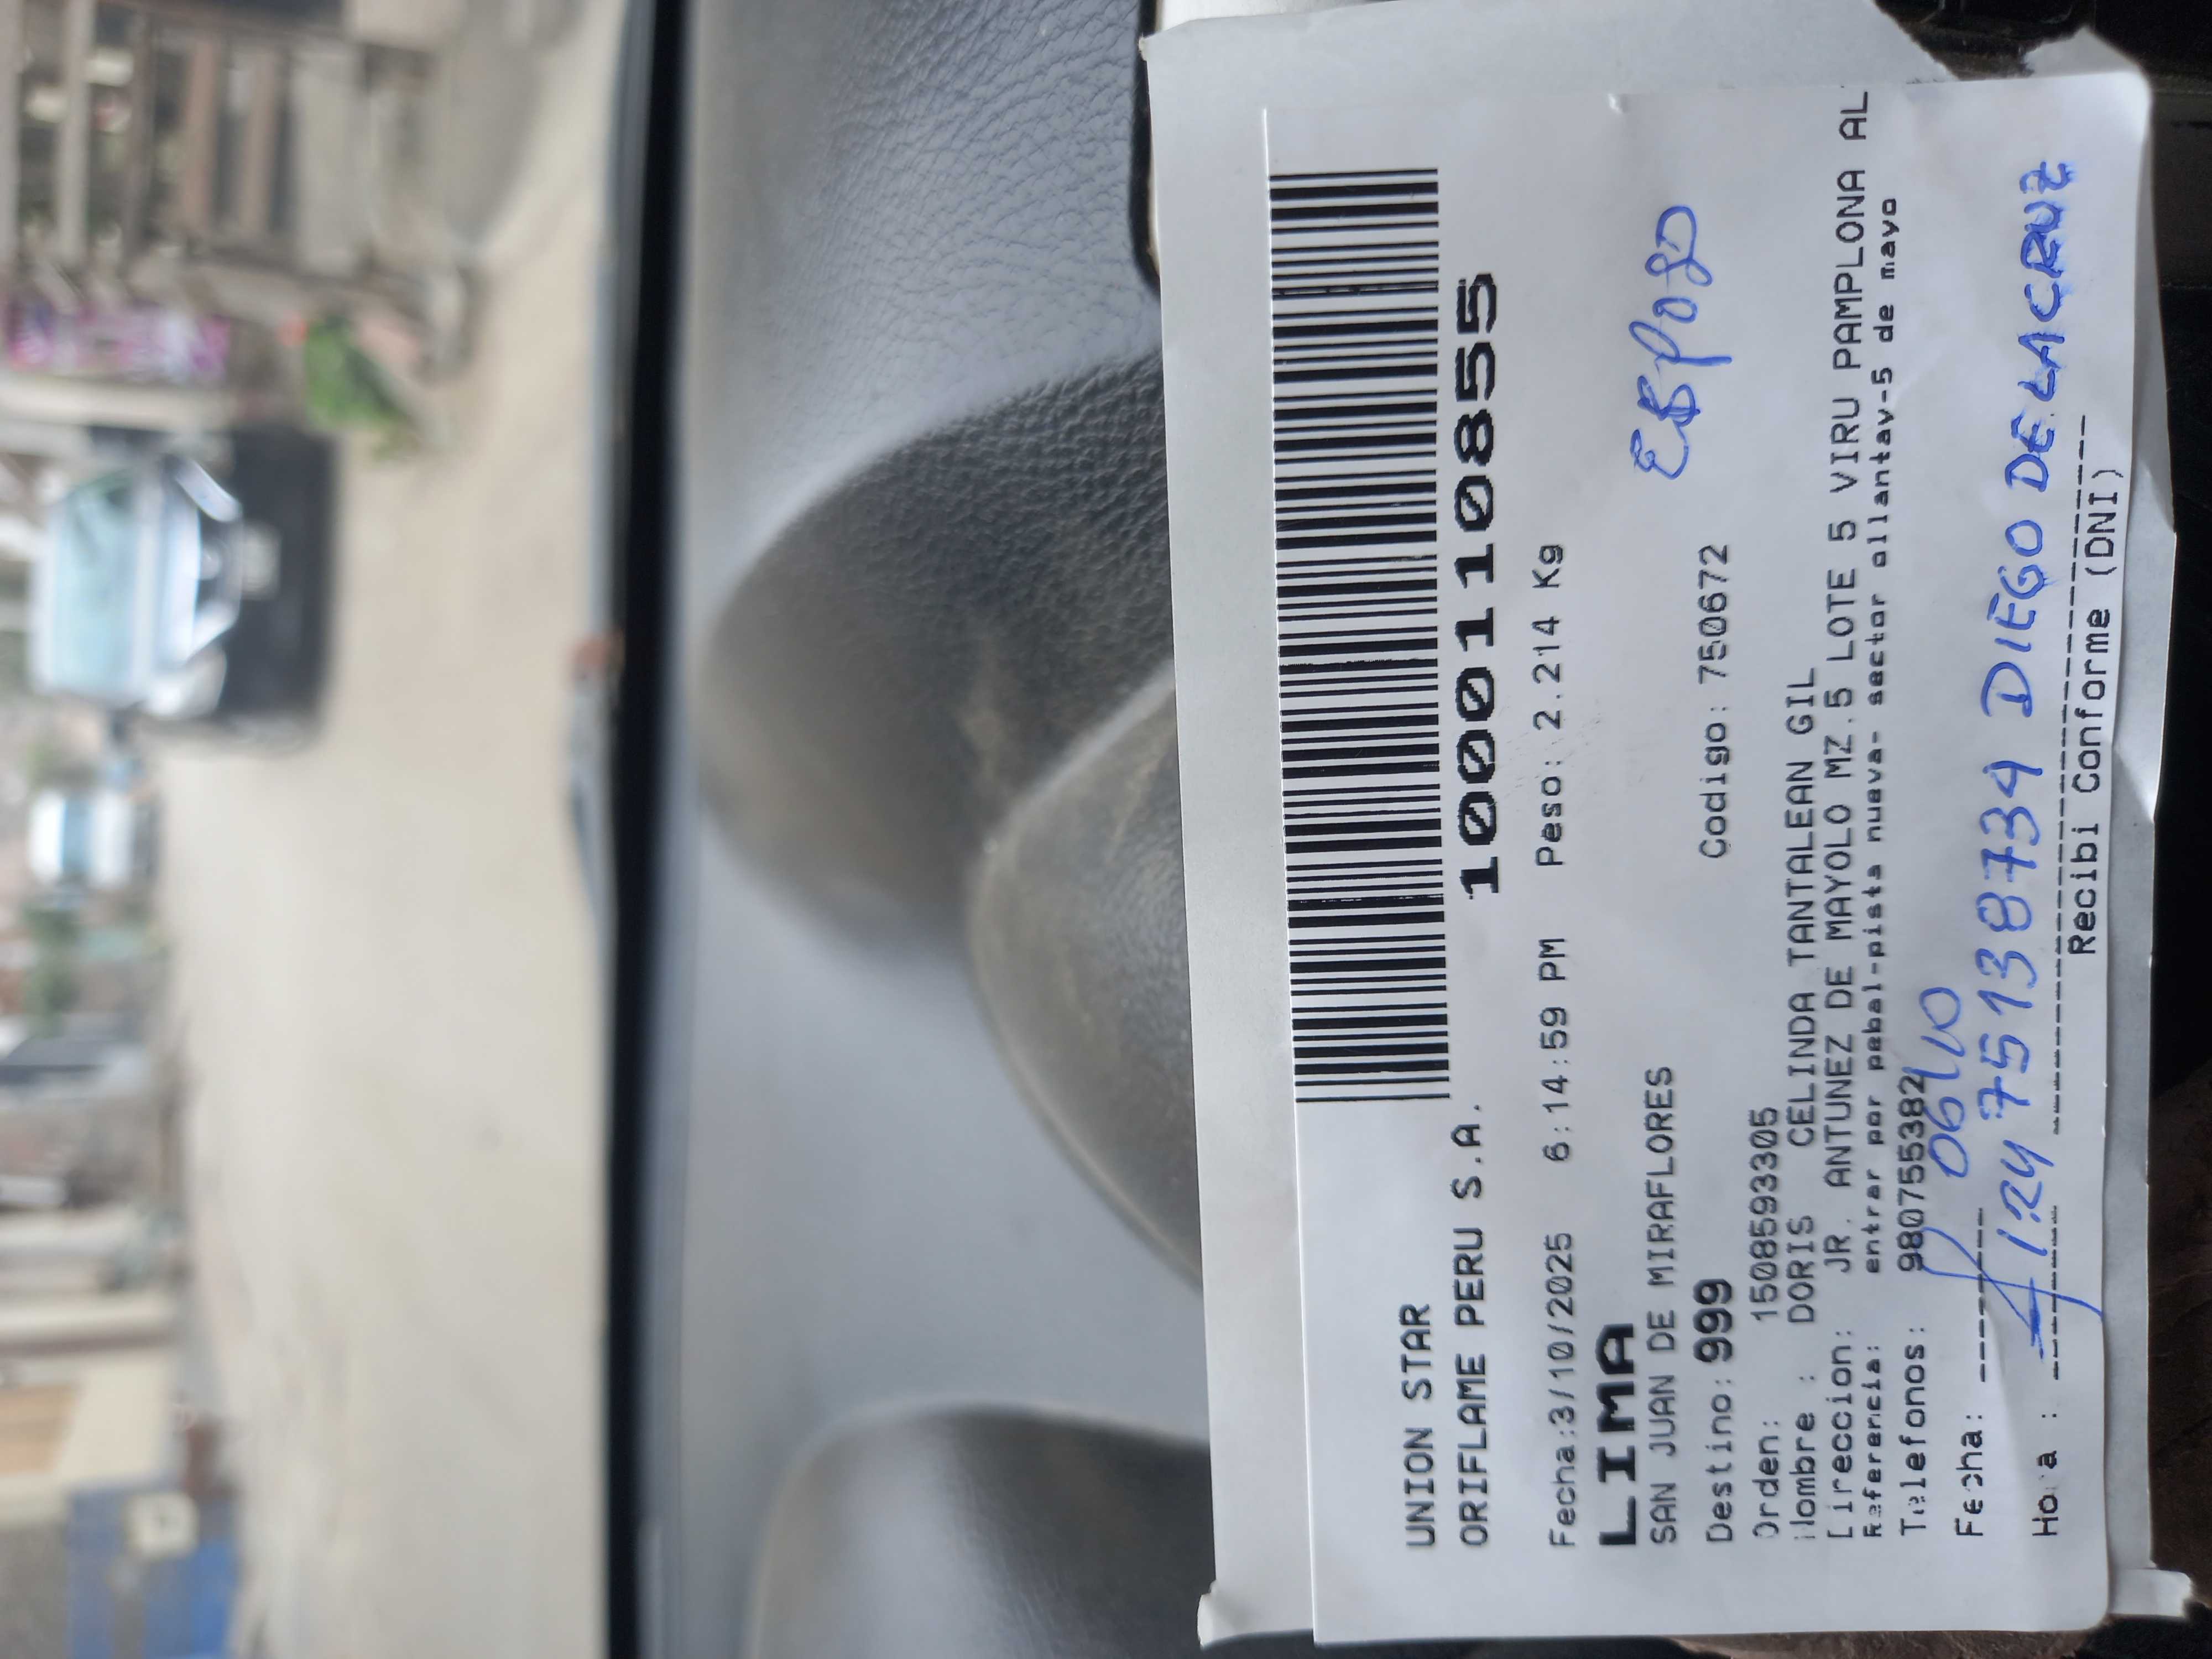 UNION STAR
ORIFLAME PERU S.A.
10001110855
Fecha:3/10/2025 6:14:59 PM Peso: 2.214 Kg
LIMA
ESPOSO
SAN JUAN DE MIRAFLORES
Destino: 999 Codigo: 750672
Orden: 15085933​05
Nombre : DORIS CELINDA TANTALEAN GIL
Direccion: JR. ANTUNEZ DE MAYOLO MZ.5 LOTE 5 VIRU PAMPLONA AL
Referencia: entrar por pebal-pista nueva- sector ollantay-5 de mayo
Telefonos: 980755382
Fecha: 06/10
Hora : 1:24 75138734 DIEGO DE LA CRUZ
Recibi Conforme (DNI)